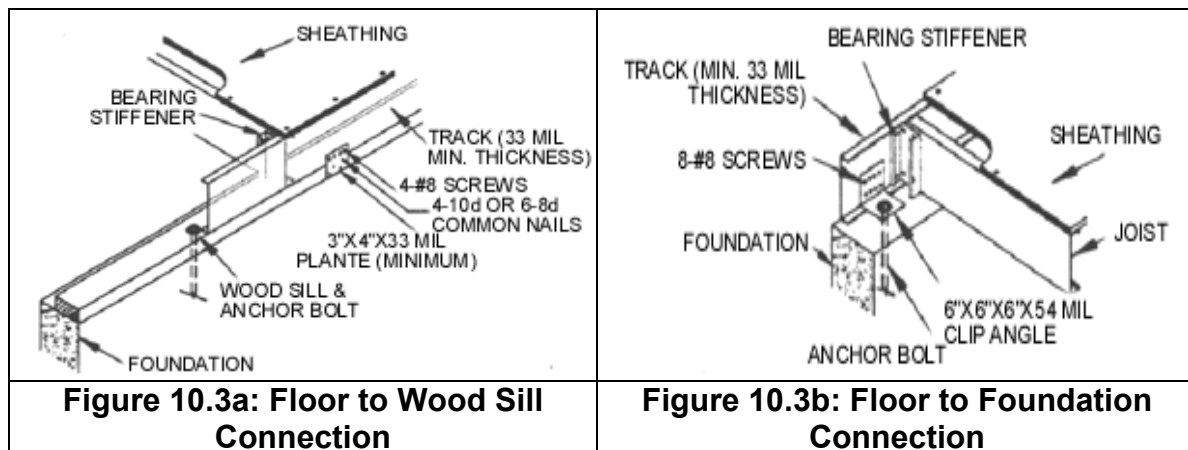 SHEATHING
BEARING
STIFFENER
TRACK (33 MIL
MIN. THICKNESS)
4-#8 SCREWS
4-10d OR 6-8d
COMMON NAILS
3"X4"X33 MIL
PLANTE (MINIMUM)
WOOD SILL &
ANCHOR BOLT
FOUNDATION
Figure 10.3a: Floor to Wood Sill
Connection
BEARING STIFFENER
TRACK (MIN. 33 MIL
THICKNESS)
SHEATHING
8-#8 SCREWS
FOUNDATION
JOIST
6"X6"X6"X54 MIL
CLIP ANGLE
ANCHOR BOLT
Figure 10.3b: Floor to Foundation
Connection